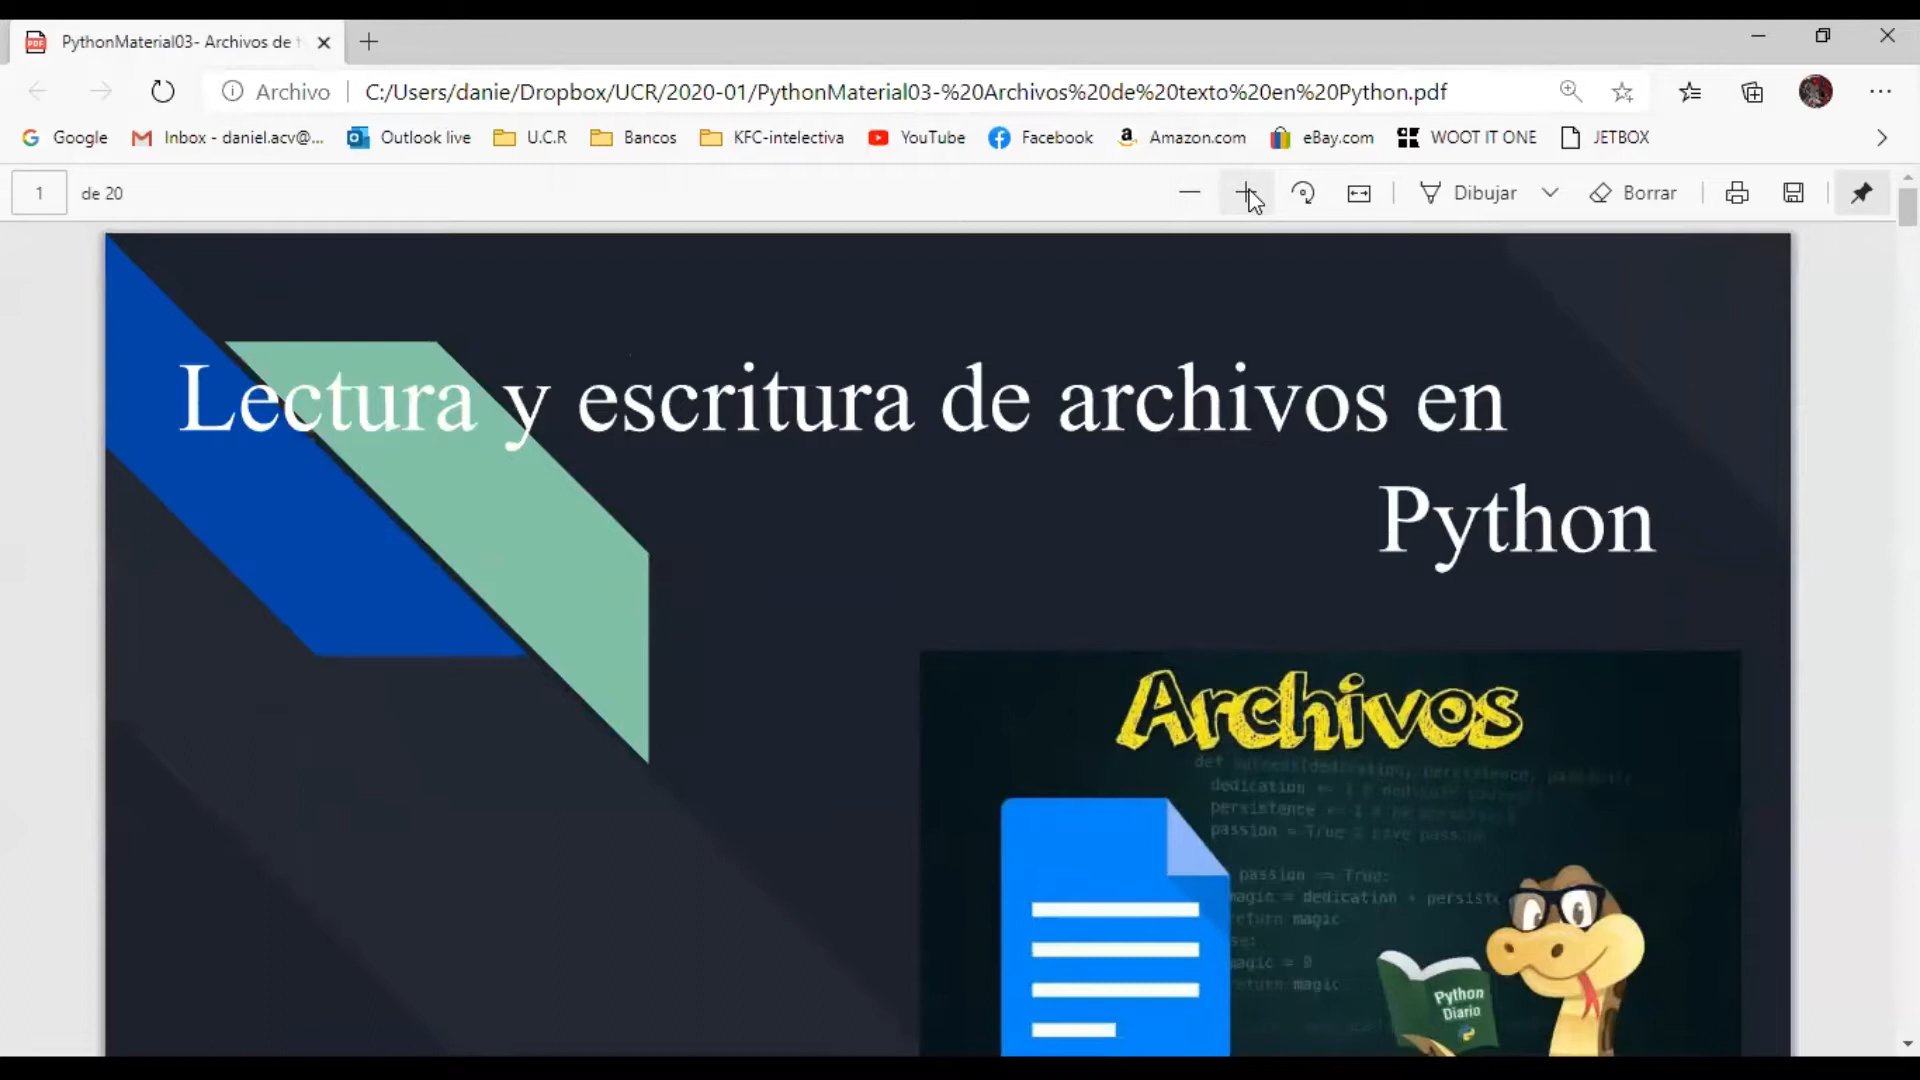 PythonMaterial03- Archivos de
Archivo
C:/Users/danie/Dropbox/UCR/2020-01/PythonMaterial03-%20Archivos%20de%20texto%20en%20Python.pdf
Google
Inbox - daniel.acv@...
Outlook live
U.C.R
Bancos
KFC-intelectiva
YouTube
Facebook
Amazon.com
eBay.com
WOOT IT ONE
JETBOX
1
de 20
Dibujar
Borrar
Lectura y escritura de archivos en
Python
Archivos
dedication
persistence
passion = True
passion == True:
magic = dedication + persist
return magic
magic = 0
return magic
Python
Diario